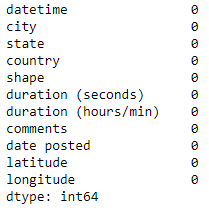 datetime 0
city 0
state 0
country 0
shape 0
duration (seconds) 0
duration (hours/min) 0
comments 0
date posted 0
latitude 0
longitude 0
dtype: int64